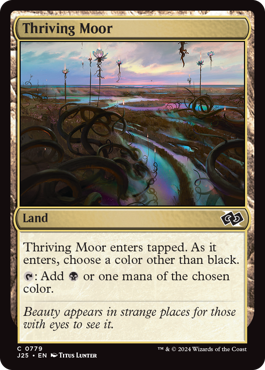 Thriving Moor
Land
Thriving Moor enters tapped. As it
enters, choose a color other than black.
: Add or one mana of the chosen
color.
Beauty appears in strange places for those
with eyes to see it.
C 0779
J25 • EN TITUS LUNTER
™ & © 2024 Wizards of the Coast